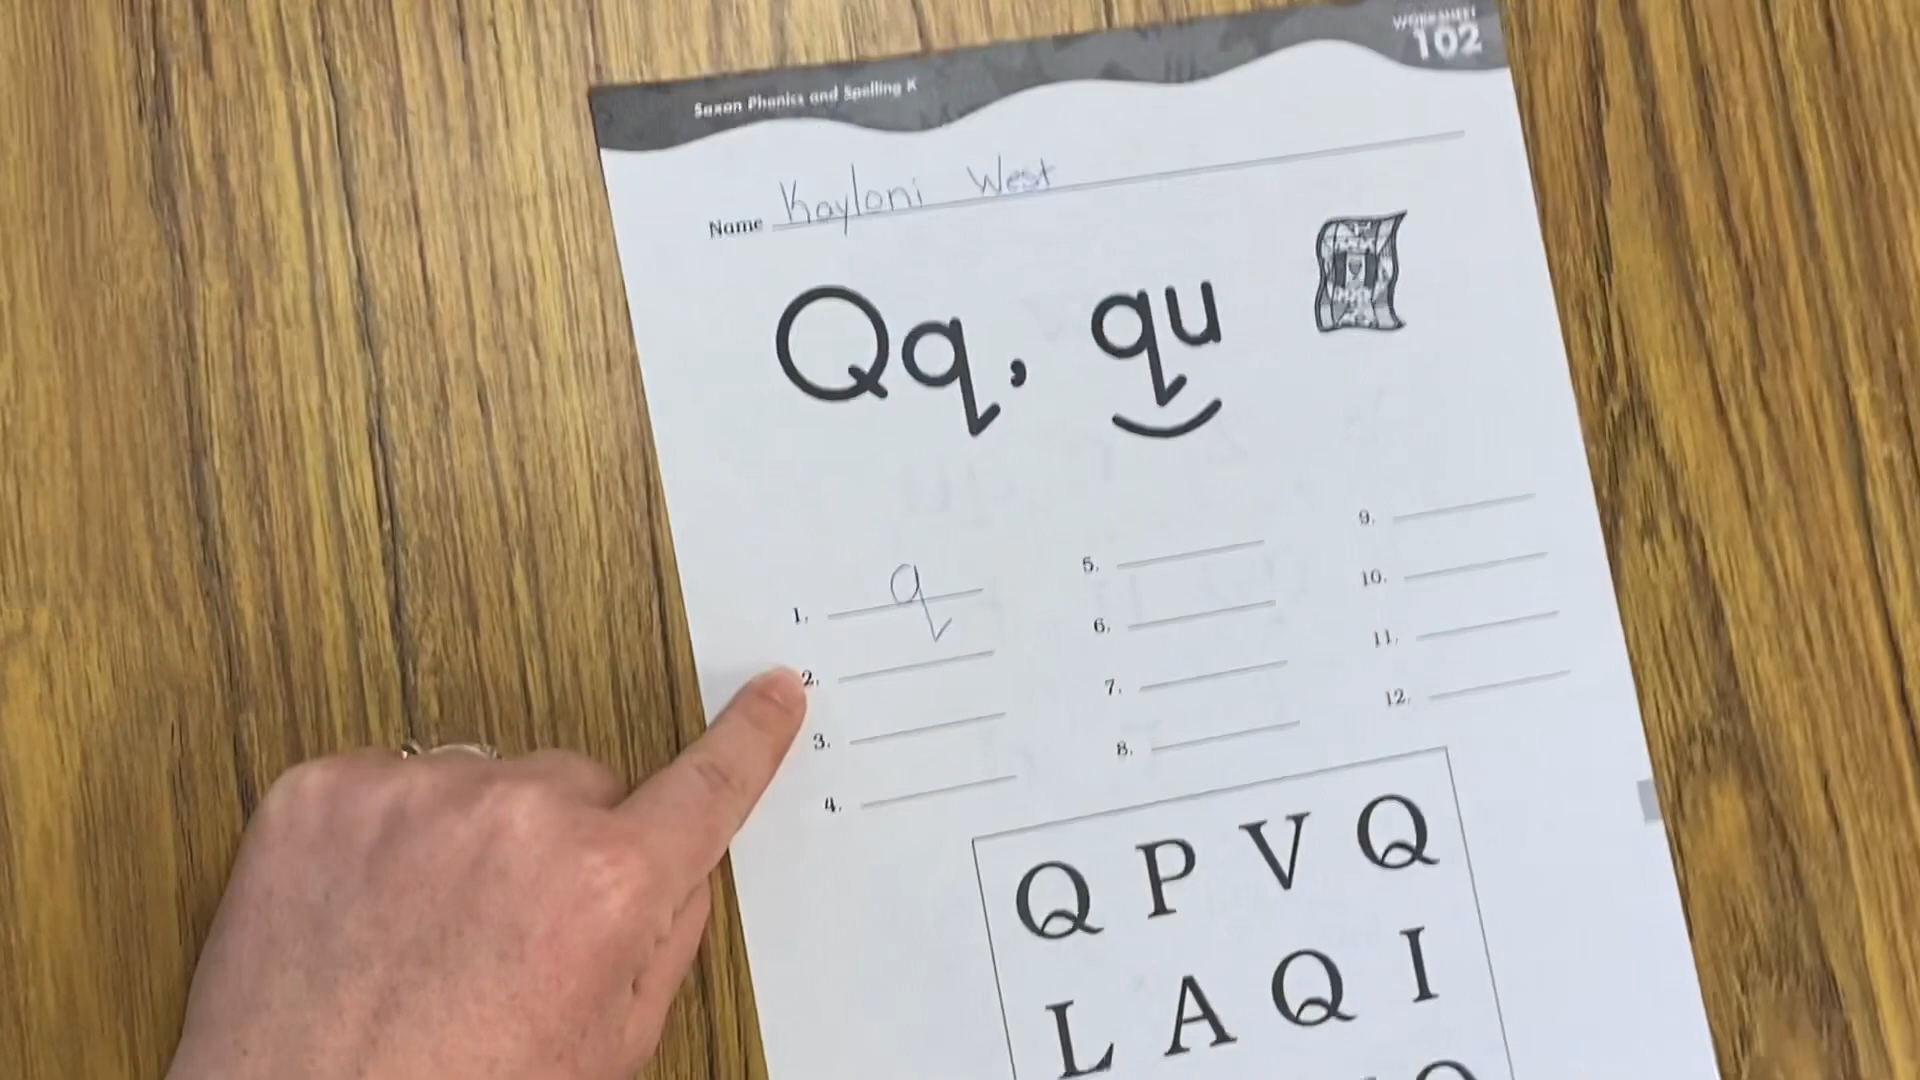 WORKSHEET
102
Saxon Phonics and Spelling K
Name Kayloni West
Qq, qu
1. q
2.
3.
4.
5.
6.
7.
8.
9.
10.
11.
12.
Q P V Q
L A Q I